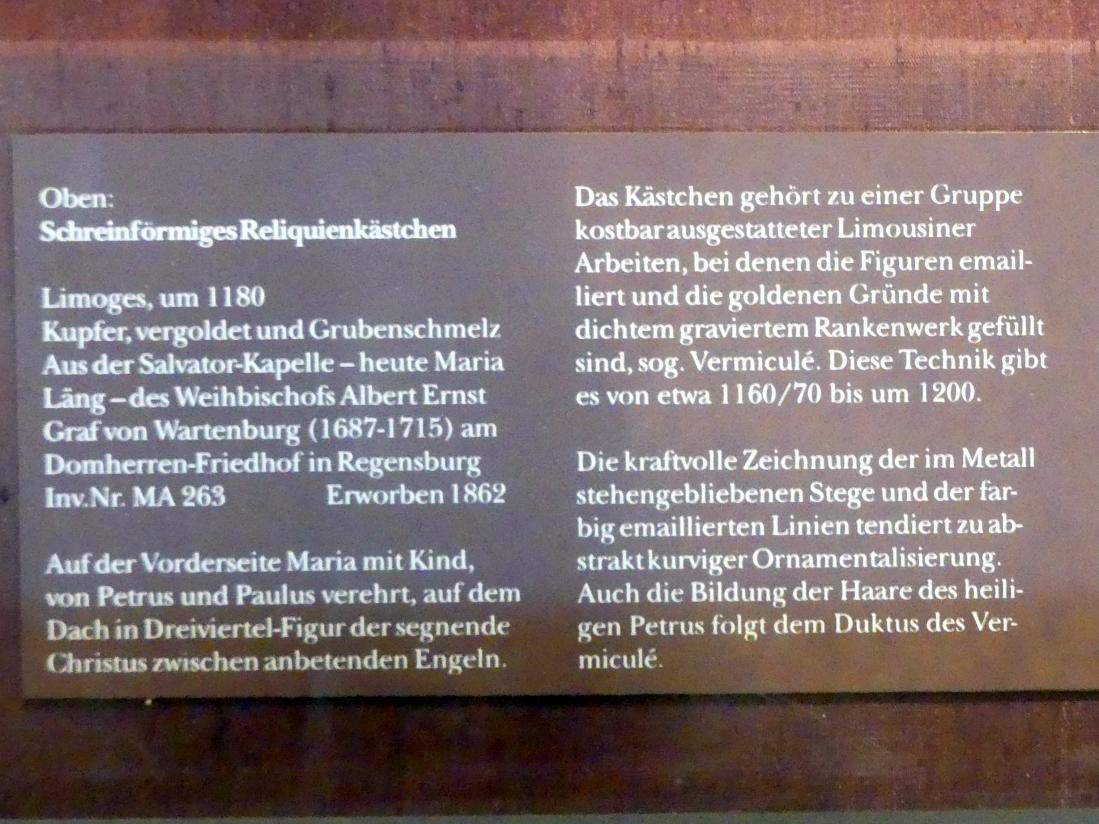 Oben:
Schreinförmiges Reliquienkästchen
Limoges, um 1180
Kupfer, vergoldet und Grubenschmelz
Aus der Salvator-Kapelle – heute Maria
Läng – des Weihbischofs Albert Ernst
Graf von Wartenburg (1687-1715) am
Domherren-Friedhof in Regensburg
Inv.Nr. MA 263 Erworben 1862
Auf der Vorderseite Maria mit Kind,
von Petrus und Paulus verehrt, auf dem
Dach in Dreiviertel-Figur der segnende
Christus zwischen anbetenden Engeln.
Das Kästchen gehört zu einer Gruppe
kostbar ausgestatteter Limousiner
Arbeiten, bei denen die Figuren email-
liert und die goldenen Gründe mit
dichtem graviertem Rankenwerk gefüllt
sind, sog. Vermiculé. Diese Technik gibt
es von etwa 1160/70 bis um 1200.
Die kraftvolle Zeichnung der im Metall
stehengebliebenen Stege und der far-
big emaillierten Linien tendiert zu ab-
strakt kurviger Ornamentalisierung.
Auch die Bildung der Haare des heili-
gen Petrus folgt dem Duktus des Ver-
miculé.